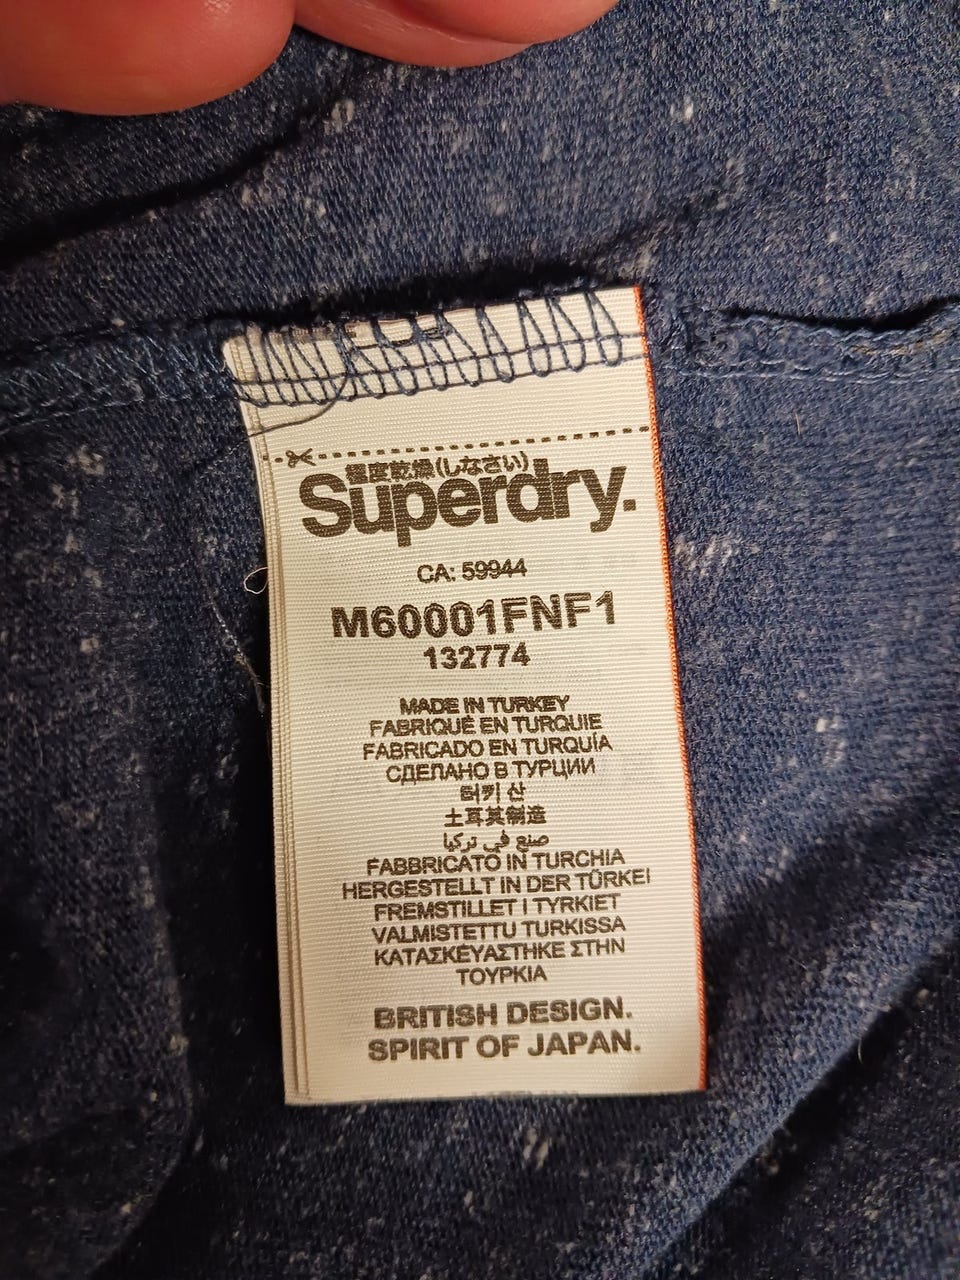 極度乾燥(しなさい)
Superdry.
CA: 59944
M60001FNF1
132774
MADE IN TURKEY
FABRIQUÉ EN TURQUIE
FABRICADO EN TURQUÍA
СДЕЛАНО В ТУРЦИИ
터키 산
土耳其制造
صنع في تركيا
FABBRICATO IN TURCHIA
HERGESTELLT IN DER TÜRKEI
FREMSTILLET I TYRKIET
VALMISTETTU TURKISSA
ΚΑΤΑΣΚΕΥΑΣΤΗΚΕ ΣΤΗΝ
ΤΟΥΡΚΙΑ
BRITISH DESIGN.
SPIRIT OF JAPAN.